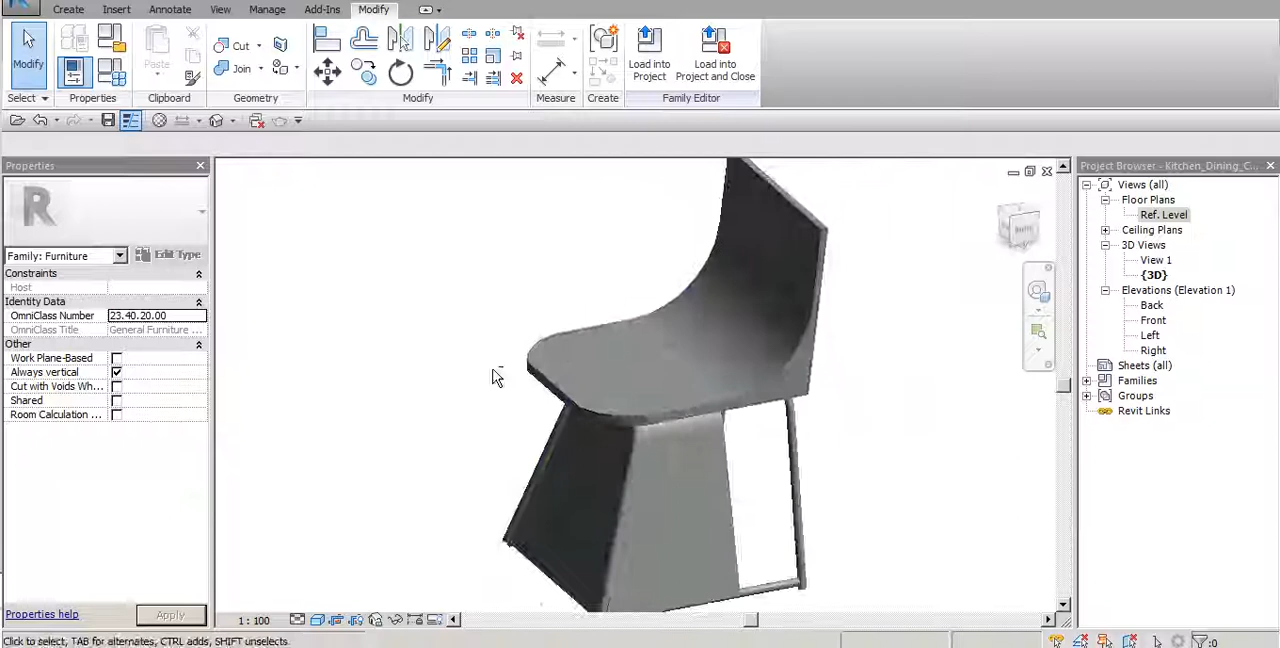 Create Insert Annotate View Manage Add-Ins Modify
Modify
Paste
Cut
Join
Load into
Project
Load into
Project and Close
Select Properties Clipboard Geometry Modify Measure Create Family Editor
Properties
R
Family: Furniture
Edit Type
Constraints
Host
Identity Data
OmniClass Number 23.40.20.00
OmniClass Title General Furniture ...
Other
Work Plane-Based
Always vertical
Cut with Voids Wh...
Shared
Room Calculation ...
Properties help
Apply
1 : 100
Project Browser - Kitchen_Dining_C...
Views (all)
Floor Plans
Ref. Level
Ceiling Plans
3D Views
View 1
{3D}
Elevations (Elevation 1)
Back
Front
Left
Right
Sheets (all)
Families
Groups
Revit Links
Click to select, TAB for alternates, CTRL adds, SHIFT unselects.
:0